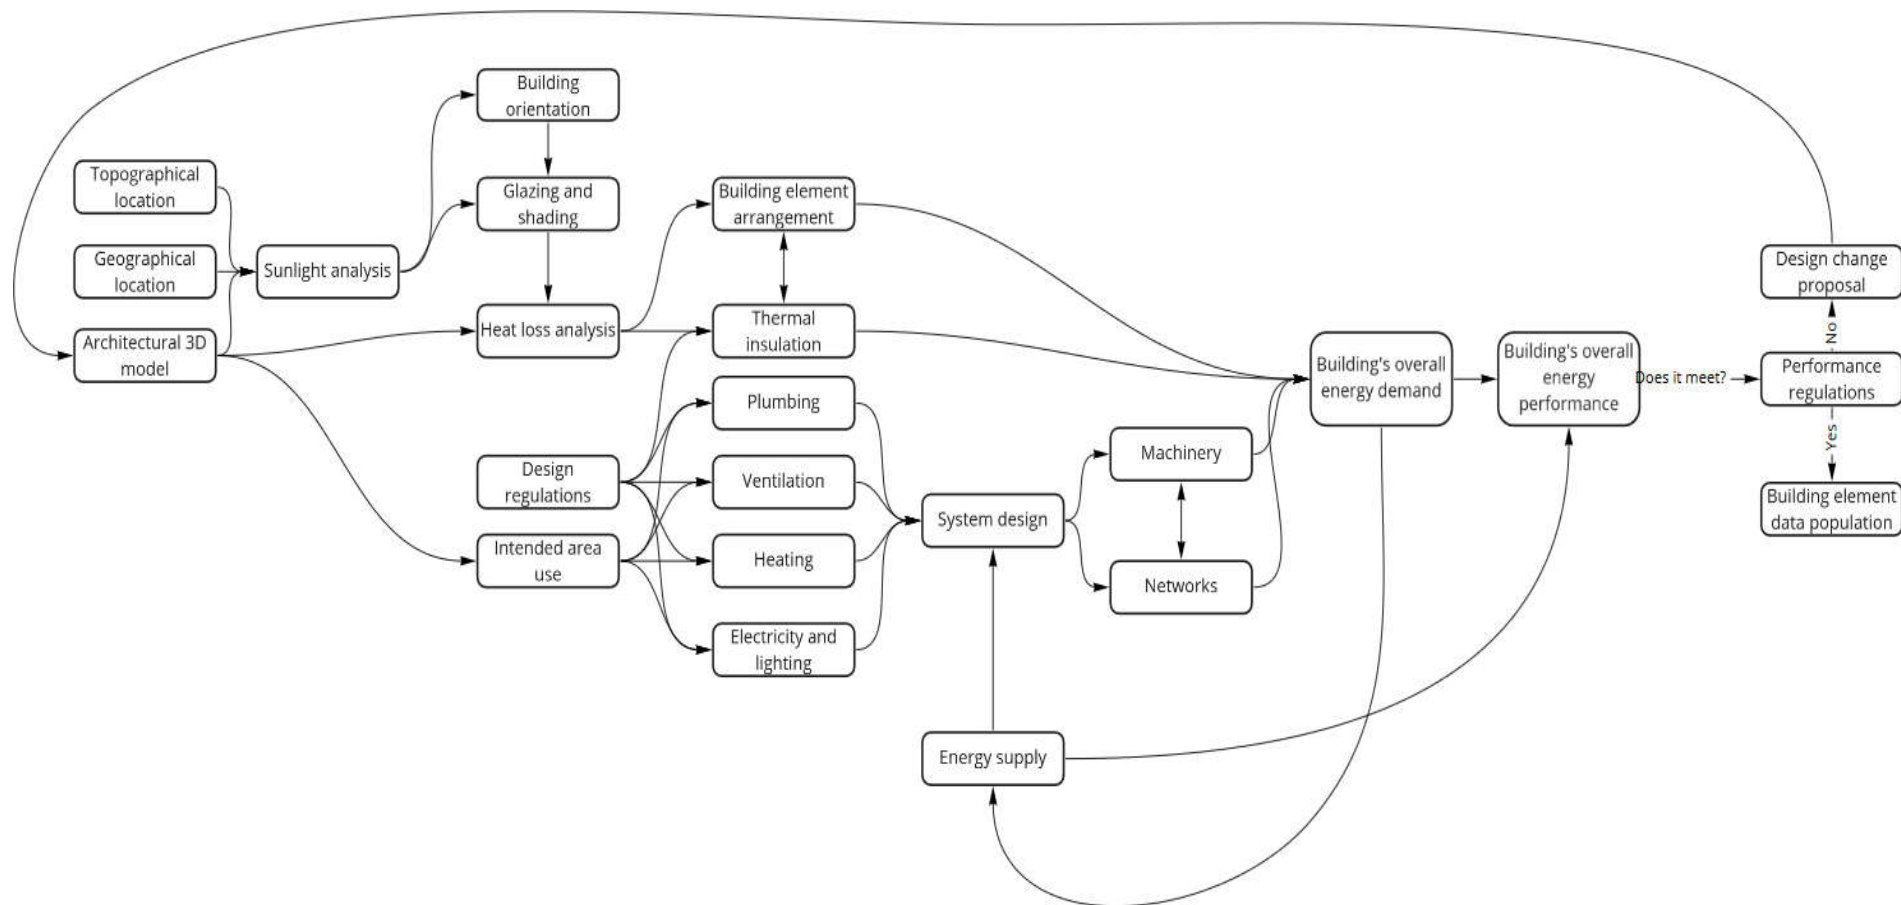 Building
orientation
Topographical
location
Glazing and
shading
Building element
arrangement
Geographical
location
Sunlight analysis
Design change
proposal
Architectural 3D
model
Heat loss analysis
Thermal
insulation
Building's overall
energy demand
Building's overall
energy
performance
Does it meet?
No
Performance
regulations
Yes
Building element
data population
Plumbing
Design
regulations
Ventilation
Machinery
System design
Intended area
use
Heating
Networks
Electricity and
lighting
Energy supply